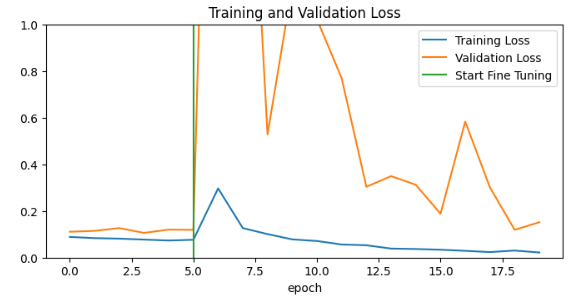 Training and Validation Loss
1.0
0.8
0.6
0.4
0.2
0.0
Training Loss
Validation Loss
Start Fine Tuning
0.0 2.5 5.0 7.5 10.0 12.5 15.0 17.5
epoch